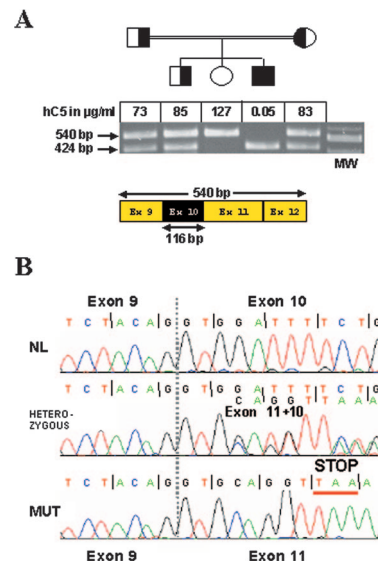 A
hC5 in µg/ml 73 85 127 0.05 83
540 bp
424 bp
MW
540 bp
Ex 9 Ex 10 Ex 11 Ex 12
116 bp
B
Exon 9 Exon 10
T C T A C A G G T G G A T T T T C T G
NL
T C T A C A G G T G G A T T T T C T G
C A G G T T A A A
HETERO-
ZYGOUS
Exon 11+10
STOP
T C T A C A G G T G C A G G T T A A A
MUT
Exon 9 Exon 11